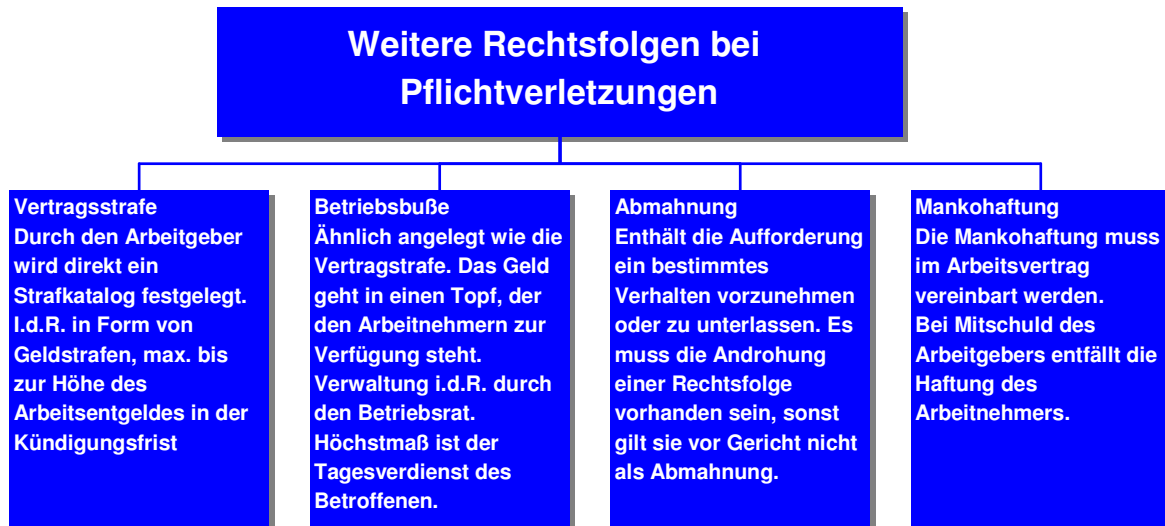 Weitere Rechtsfolgen bei
Pflichtverletzungen
Vertragsstrafe
Durch den Arbeitgeber
wird direkt ein
Strafkatalog festgelegt.
I.d.R. in Form von
Geldstrafen, max. bis
zur Höhe des
Arbeitsentgeldes in der
Kündigungsfrist
Betriebsbuße
Ähnlich angelegt wie die
Vertragstrafe. Das Geld
geht in einen Topf, der
den Arbeitnehmern zur
Verfügung steht.
Verwaltung i.d.R. durch
den Betriebsrat.
Höchstmaß ist der
Tagesverdienst des
Betroffenen.
Abmahnung
Enthält die Aufforderung
ein bestimmtes
Verhalten vorzunehmen
oder zu unterlassen. Es
muss die Androhung
einer Rechtsfolge
vorhanden sein, sonst
gilt sie vor Gericht nicht
als Abmahnung.
Mankohaftung
Die Mankohaftung muss
im Arbeitsvertrag
vereinbart werden.
Bei Mitschuld des
Arbeitgebers entfällt die
Haftung des
Arbeitnehmers.